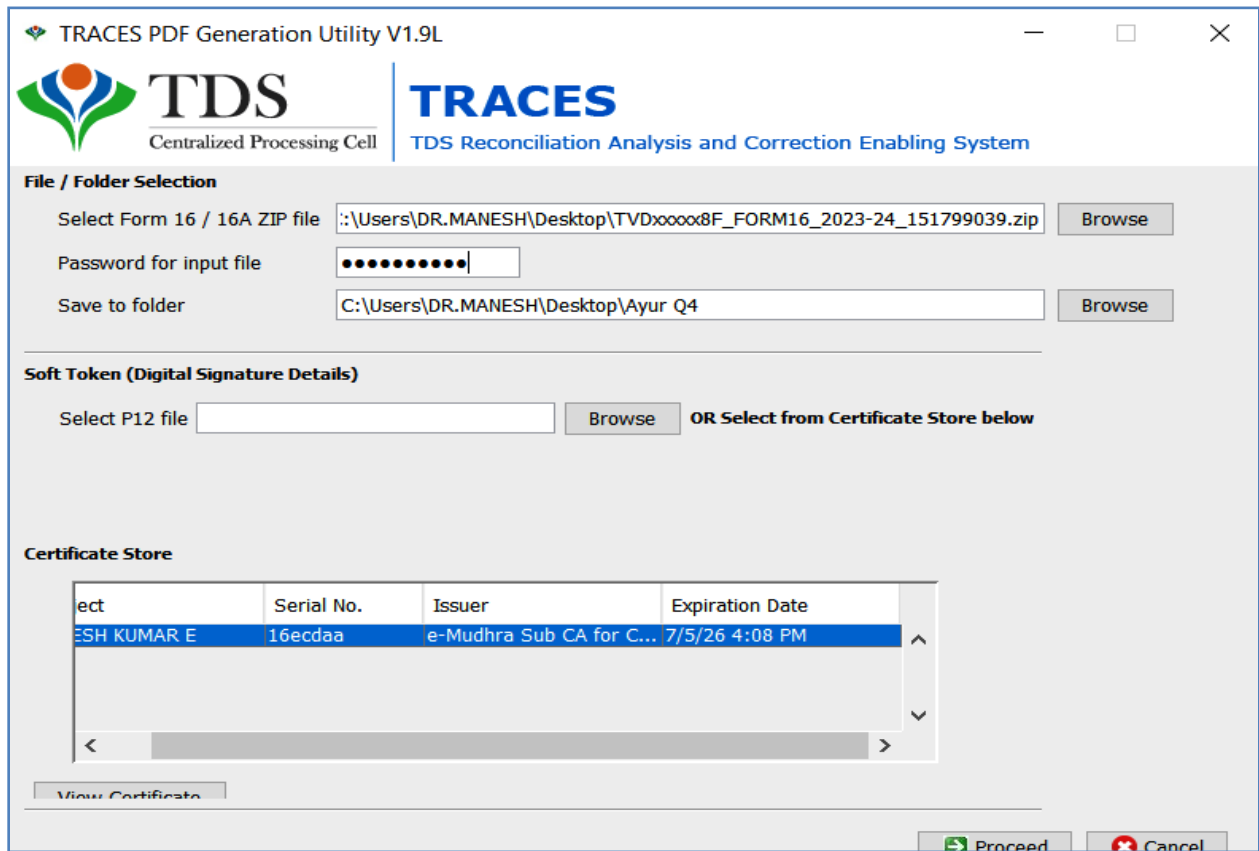 TRACES PDF Generation Utility V1.9L
TDS
Centralized Processing Cell
TRACES
TDS Reconciliation Analysis and Correction Enabling System
File / Folder Selection
Select Form 16 / 16A ZIP file :\Users\DR.MANESH\Desktop\TVDxxxxx8F_FORM16_2023-24_151799039.zip Browse
Password for input file ●●●●●●●●●●
Save to folder C:\Users\DR.MANESH\Desktop\Ayur Q4 Browse
Soft Token (Digital Signature Details)
Select P12 file Browse OR Select from Certificate Store below
Certificate Store
ject Serial No. Issuer Expiration Date
ESH KUMAR E 16ecdaa e-Mudhra Sub CA for C... 7/5/26 4:08 PM
View Certificate
Proceed Cancel